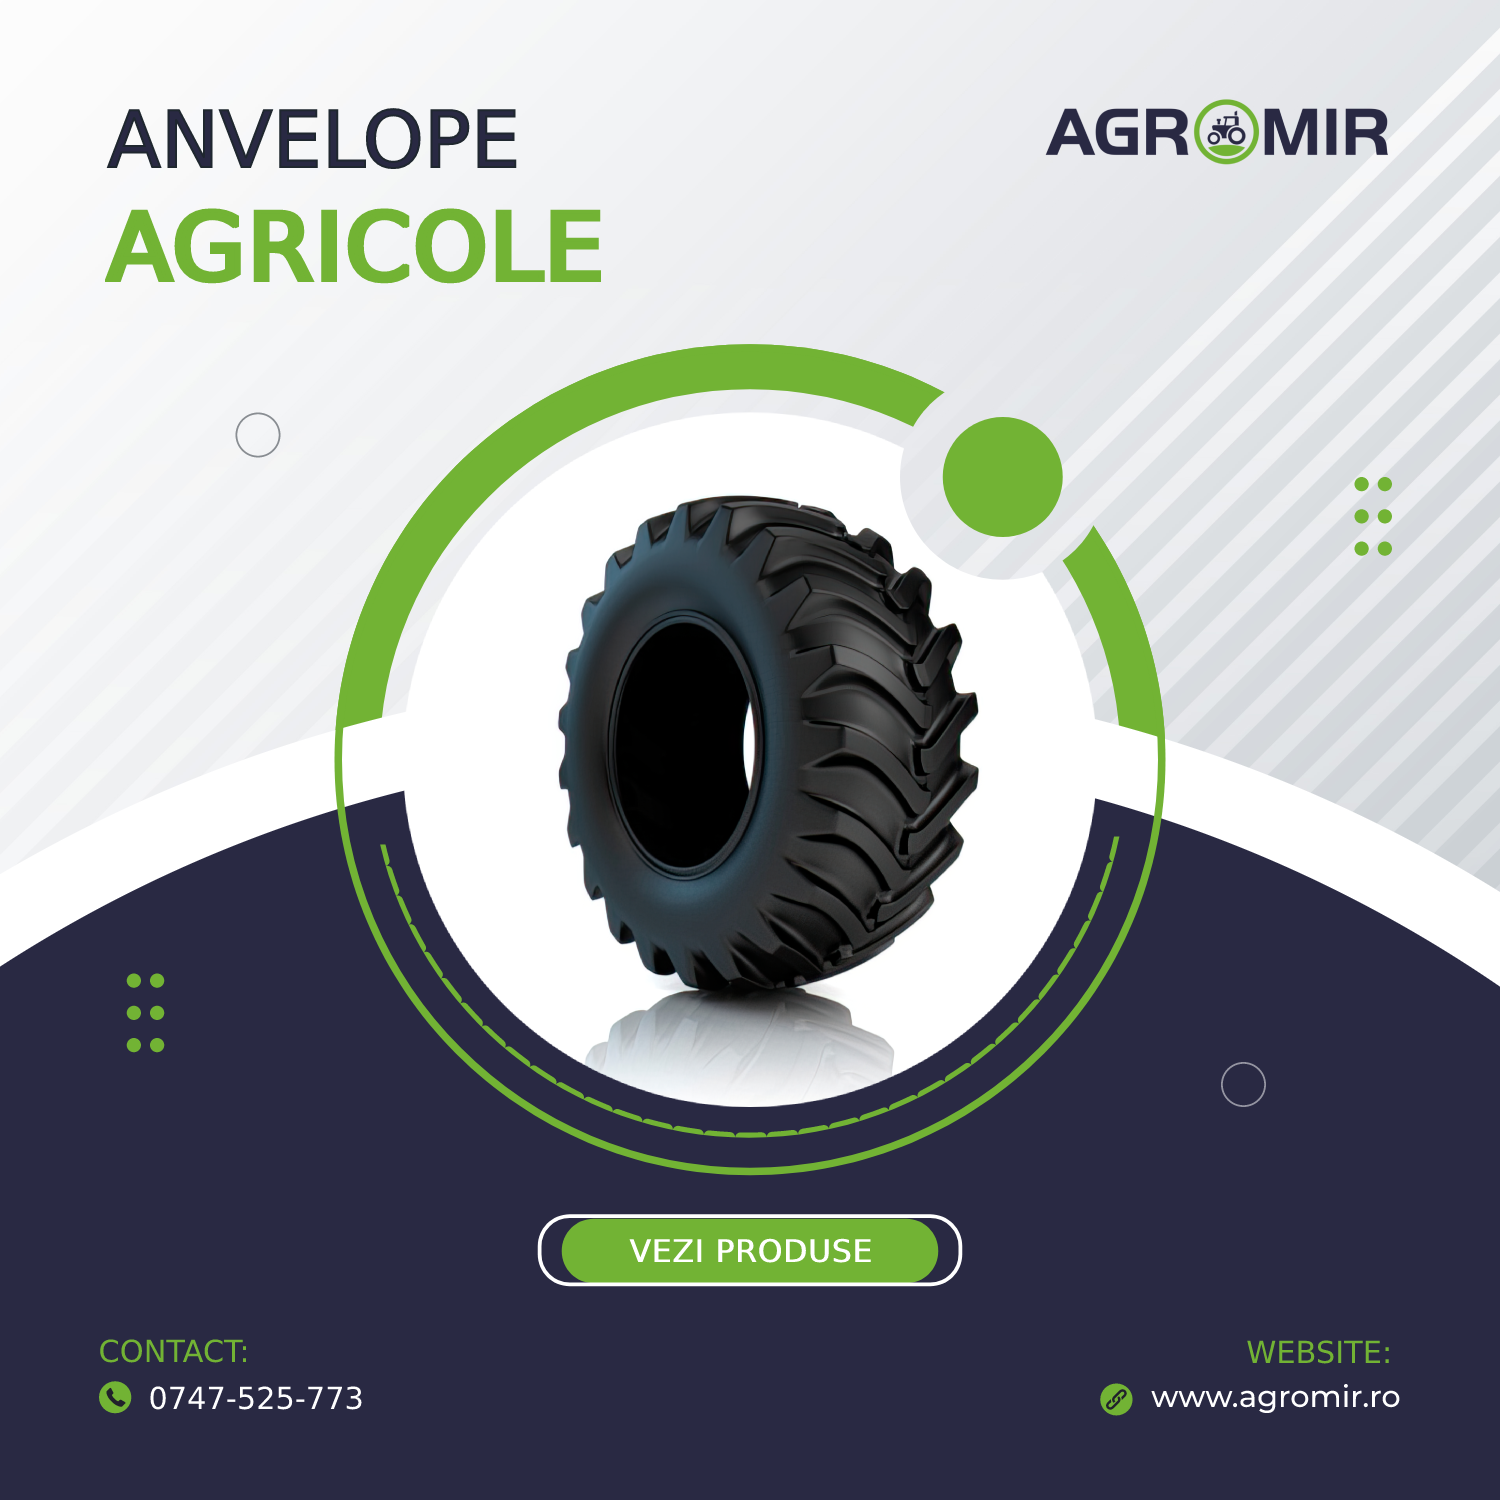 ANVELOPE
AGRICOLE
AGROMIR
VEZI PRODUSE
CONTACT:
0747-525-773
WEBSITE:
www.agromir.ro